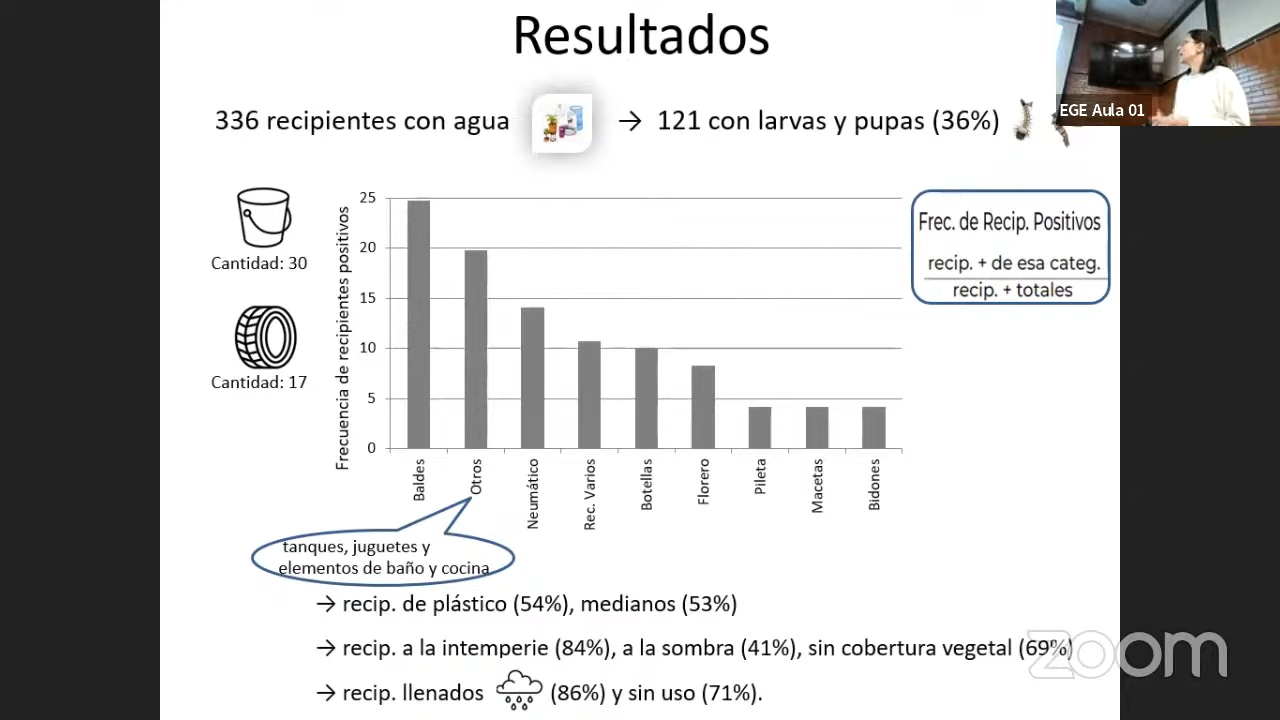 Resultados
336 recipientes con agua → 121 con larvas y pupas (36%)
EGE Aula 01
Cantidad: 30
Cantidad: 17
Frecuencia de recipientes positivos
25
20
15
10
5
0
Baldes
Otros
Neumático
Rec. Varios
Botellas
Florero
Pileta
Macetas
Bidones
Frec. de Recip. Positivos
recip. + de esa categ.
recip. + totales
tanques, juguetes y
elementos de baño y cocina
→ recip. de plástico (54%), medianos (53%)
→ recip. a la intemperie (84%), a la sombra (41%), sin cobertura vegetal (69%)
→ recip. llenados (86%) y sin uso (71%).
zoom